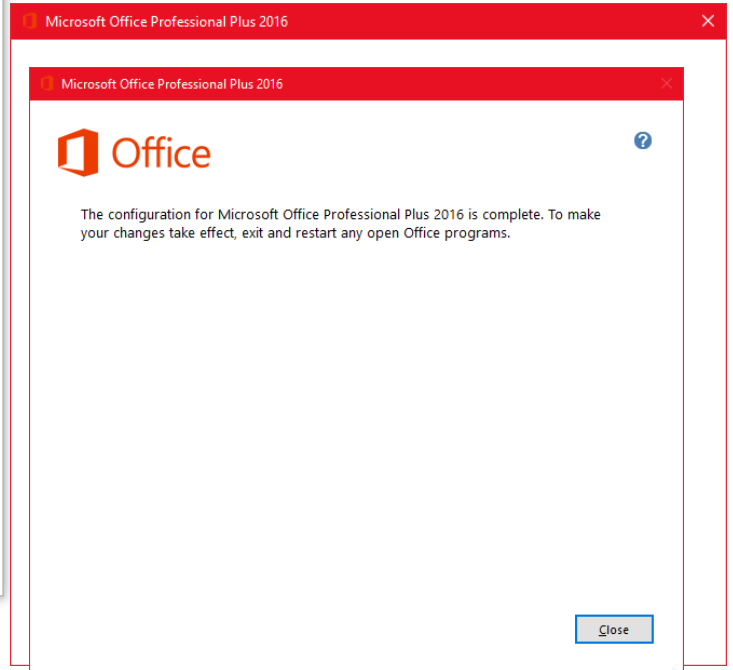 Microsoft Office Professional Plus 2016
Microsoft Office Professional Plus 2016
Office
?
The configuration for Microsoft Office Professional Plus 2016 is complete. To make
your changes take effect, exit and restart any open Office programs.
Close